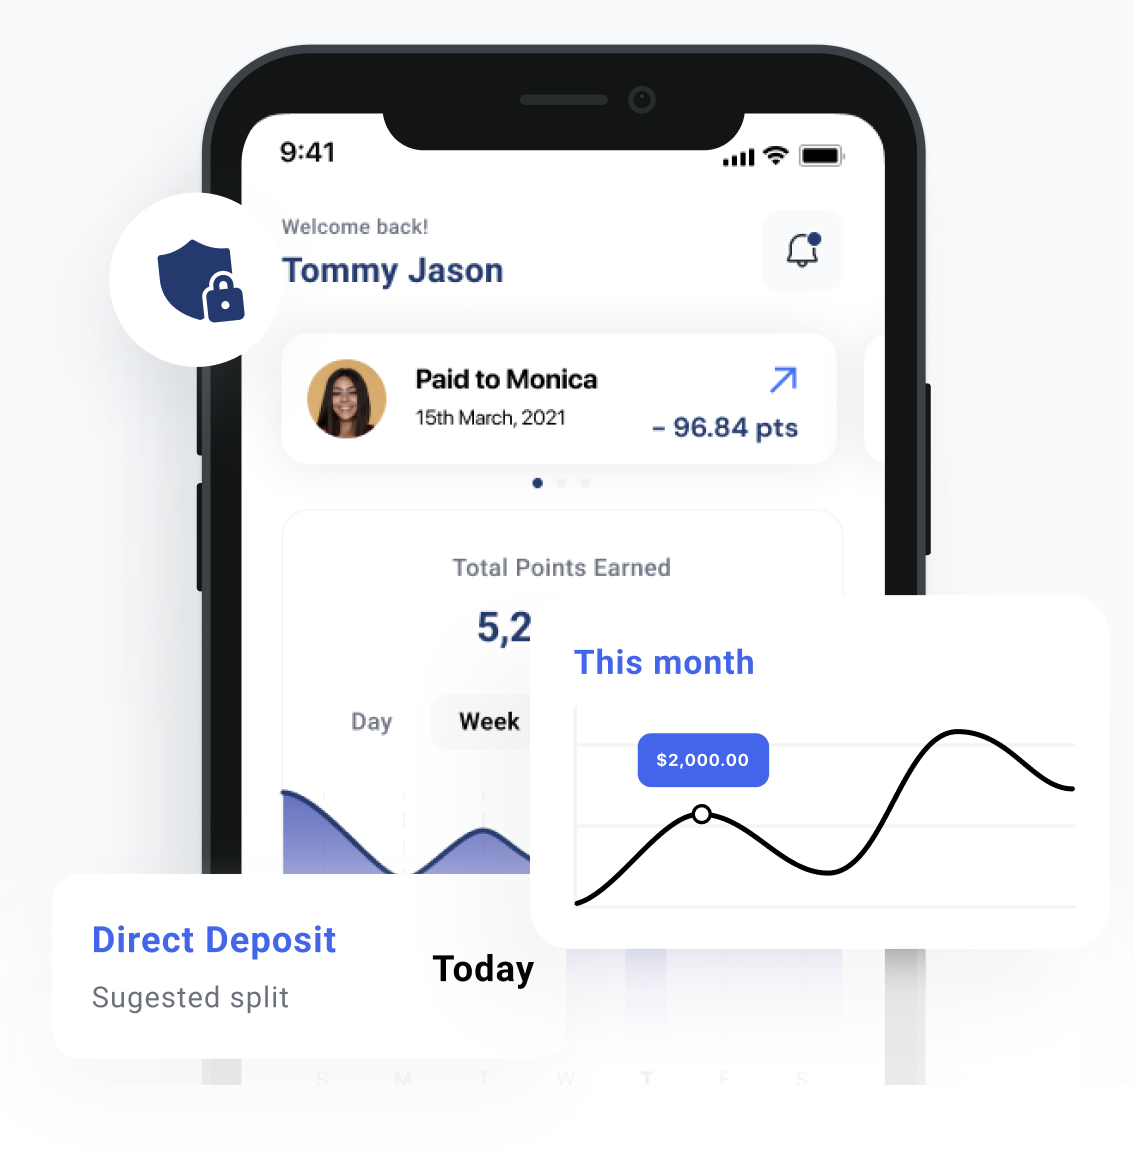 9:41
Welcome back!
Tommy Jason
Paid to Monica
15th March, 2021
- 96.84 pts
Total Points Earned
5,2
This month
Day
Week
$2,000.00
Direct Deposit
Today
Sugested split
S M T W T F S